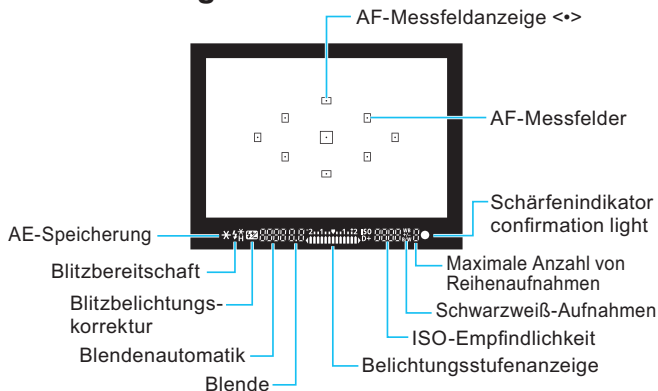 AF-Messfeldanzeige <•>
AF-Messfelder
Schärfenindikator
confirmation light
AE-Speicherung
Blitzbereitschaft
Maximale Anzahl von
Reihenaufnahmen
Blitzbelichtungs-
korrektur
Schwarzweiß-Aufnahmen
ISO-Empfindlichkeit
Blendenautomatik
Belichtungsstufenanzeige
Blende